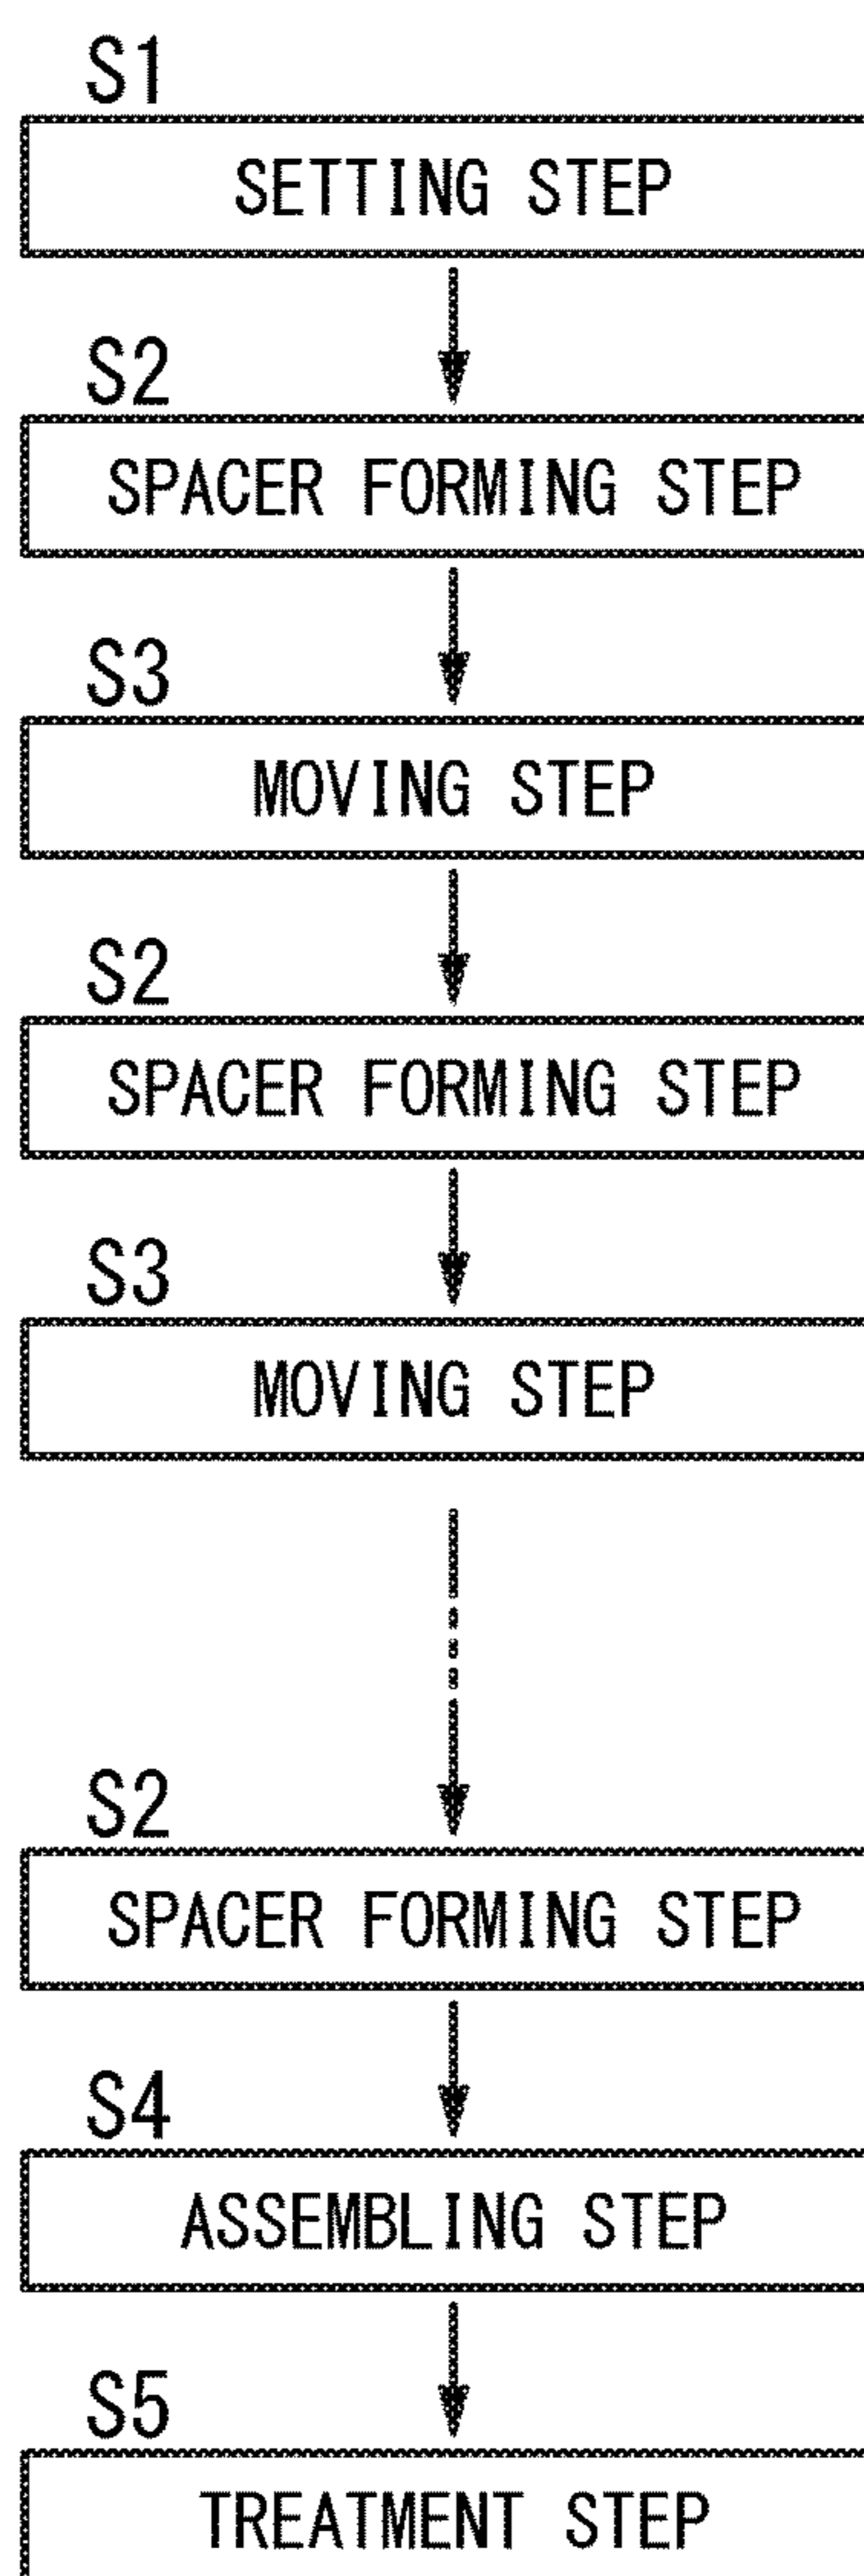 S1
SETTING STEP
S2
SPACER FORMING STEP
S3
MOVING STEP
S2
SPACER FORMING STEP
S3
MOVING STEP
S2
SPACER FORMING STEP
S4
ASSEMBLING STEP
S5
TREATMENT STEP